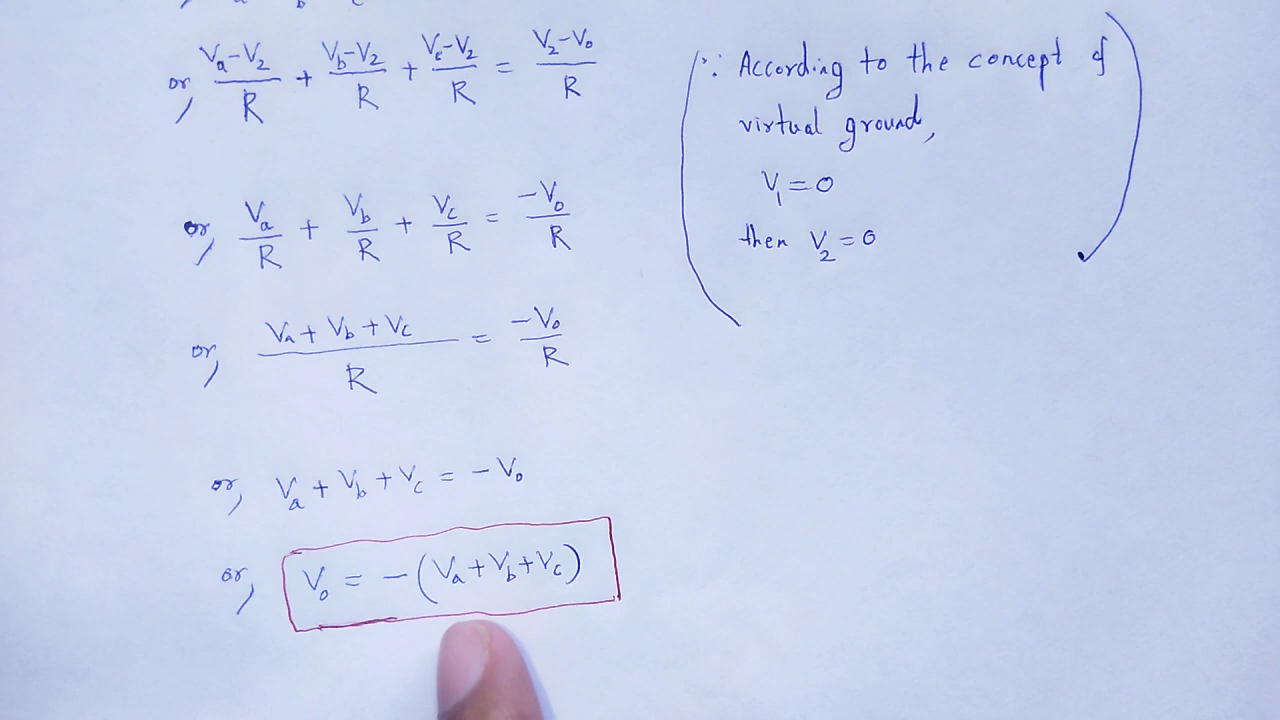 or, Va-V2/R + Vb-V2/R + Vc-V2/R = V2-Vo/R
or, Va/R + Vb/R + Vc/R = -Vo/R
or, Va + Vb + Vc/R = -Vo/R
or, Va + Vb + Vc = - Vo
or, Vo = - (Va + Vb + Vc)
(∵ According to the concept of
virtual ground,
V1 = 0
then V2 = 0)